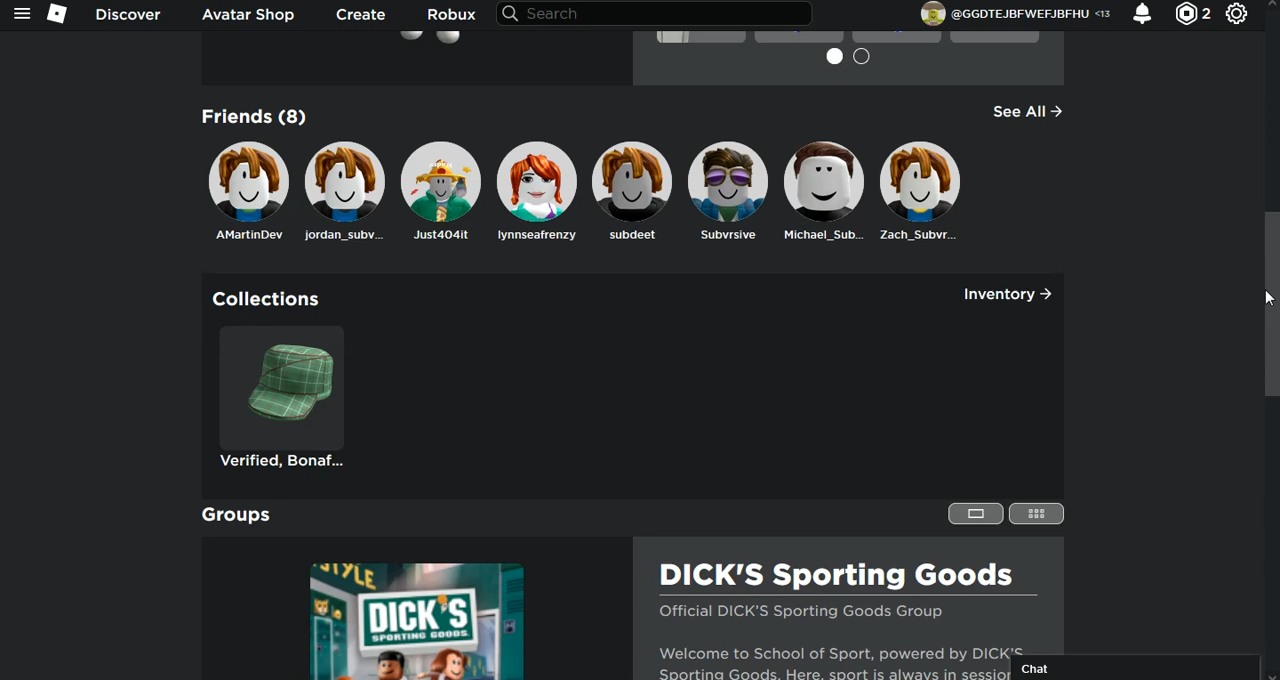 Discover Avatar Shop Create Robux Search @GGDTEJBFWEFJBFHU <13 2
Friends (8) See All →
AMartinDev jordan_subv... Just404it lynnseafrenzy subdeet Subvrsive Michael_Sub... Zach_Subvr...
Collections Inventory →
Verified, Bonaf...
Groups
STYLE
DICK'S
SPORTING GOODS
DICK'S Sporting Goods
Official DICK'S Sporting Goods Group
Welcome to School of Sport, powered by DICK'S
Sporting Goods. Here, sport is always in session
Chat